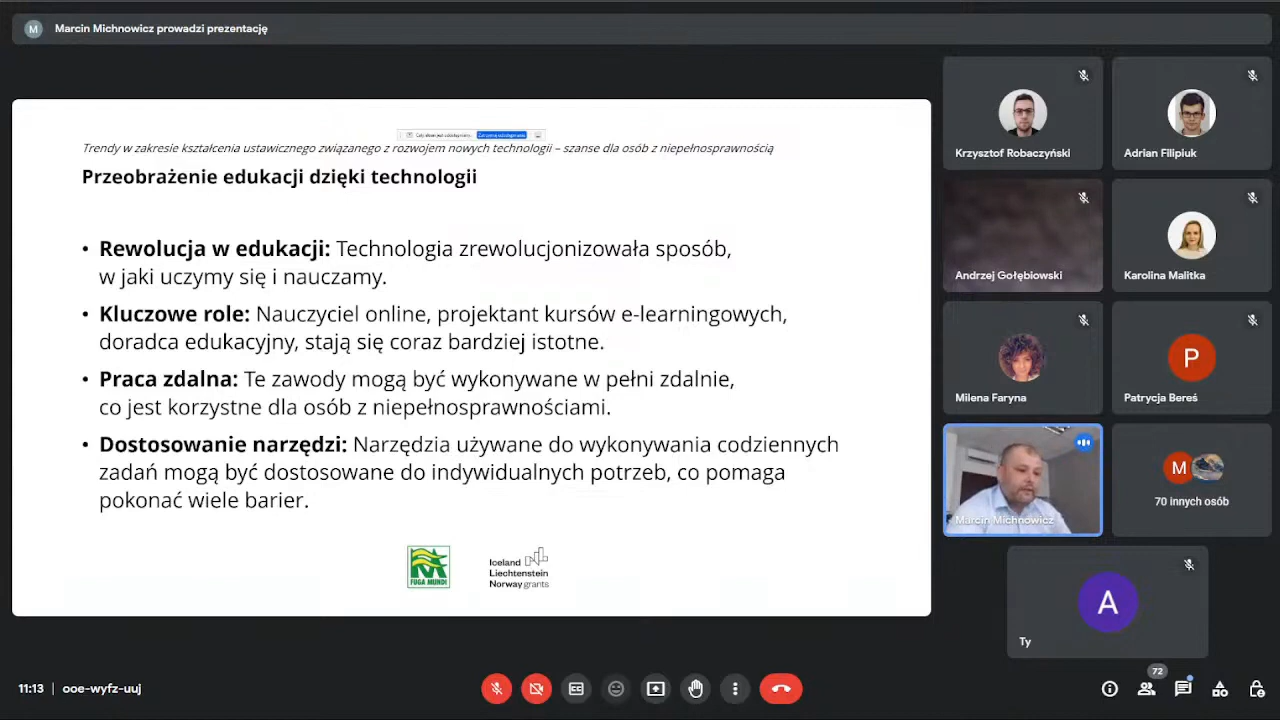 M
Marcin Michnowicz prowadzi prezentację
Trendy w zakresie kształcenia ustawicznego związanego z rozwojem nowych technologii – szanse dla osób z niepełnosprawnością
Przeobrażenie edukacji dzięki technologii
• Rewolucja w edukacji: Technologia zrewolucjonizowała sposób,
w jaki uczymy się i nauczamy.
• Kluczowe role: Nauczyciel online, projektant kursów e-learningowych,
doradca edukacyjny, stają się coraz bardziej istotne.
• Praca zdalna: Te zawody mogą być wykonywane w pełni zdalnie,
co jest korzystne dla osób z niepełnosprawnościami.
• Dostosowanie narzędzi: Narzędzia używane do wykonywania codziennych
zadań mogą być dostosowane do indywidualnych potrzeb, co pomaga
pokonać wiele barier.
FUGA MUNDI
Iceland
Liechtenstein
Norway grants
Krzysztof Robaczyński
Adrian Filipiuk
Andrzej Gołębiowski
Karolina Malitka
Milena Faryna
P
Patrycja Bereś
Marcin Michnowicz
M
70 innych osób
A
Ty
11:13
ooe-wyfz-uuj
72